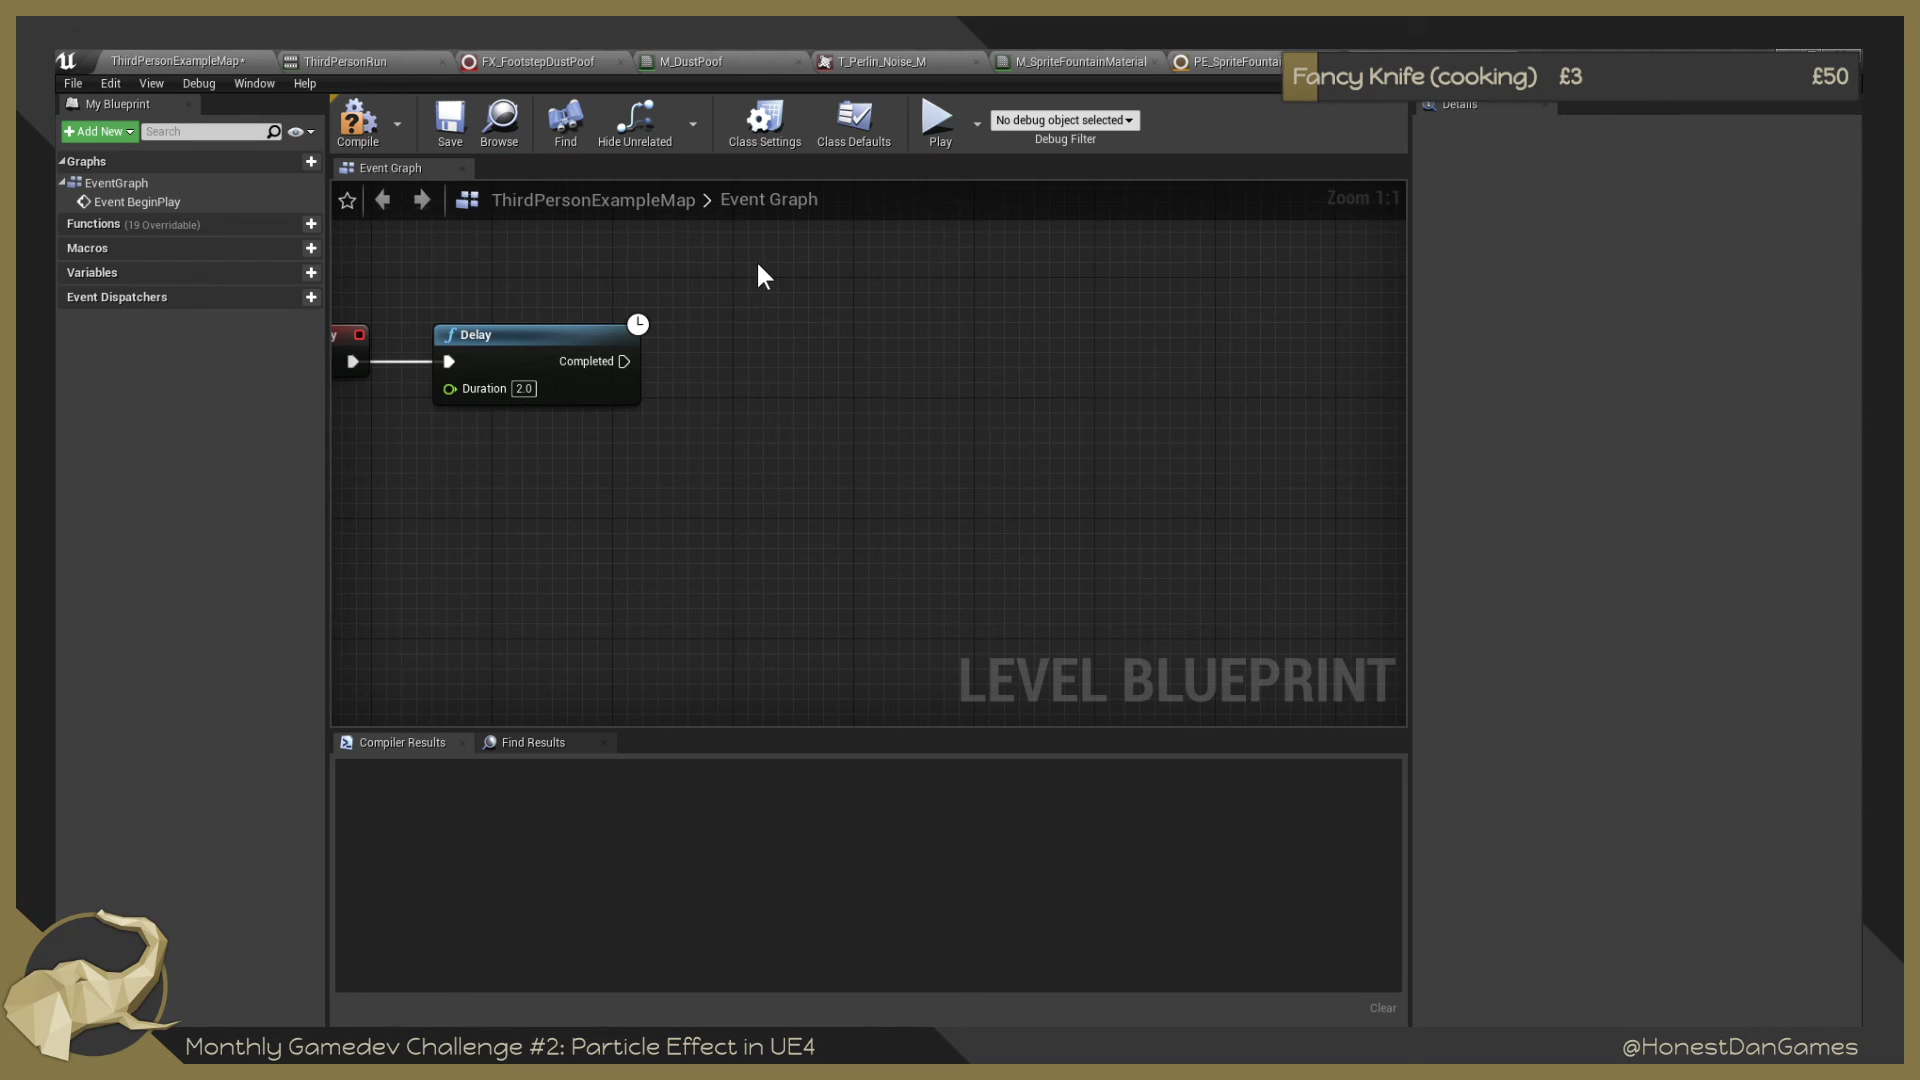 ThirdPersonExampleMap*
ThirdPersonRun
FX_FootstepDustPoof
M_DustPoof
T_Perlin_Noise_M
M_SpriteFountainMaterial
PE_SpriteFountai
Fancy Knife (cooking) £3 £50
File Edit View Debug Window Help
My Blueprint
Details
Add New
Search
Compile
Save
Browse
Find
Hide Unrelated
Class Settings
Class Defaults
Play
No debug object selected
Debug Filter
Graphs
EventGraph
Event BeginPlay
Functions (19 Overridable)
Macros
Variables
Event Dispatchers
Event Graph
ThirdPersonExampleMap > Event Graph
Zoom 1:1
y
Delay
Completed
Duration 2.0
LEVEL BLUEPRINT
Compiler Results
Find Results
Clear
Monthly Gamedev Challenge #2: Particle Effect in UE4
@HonestDanGames